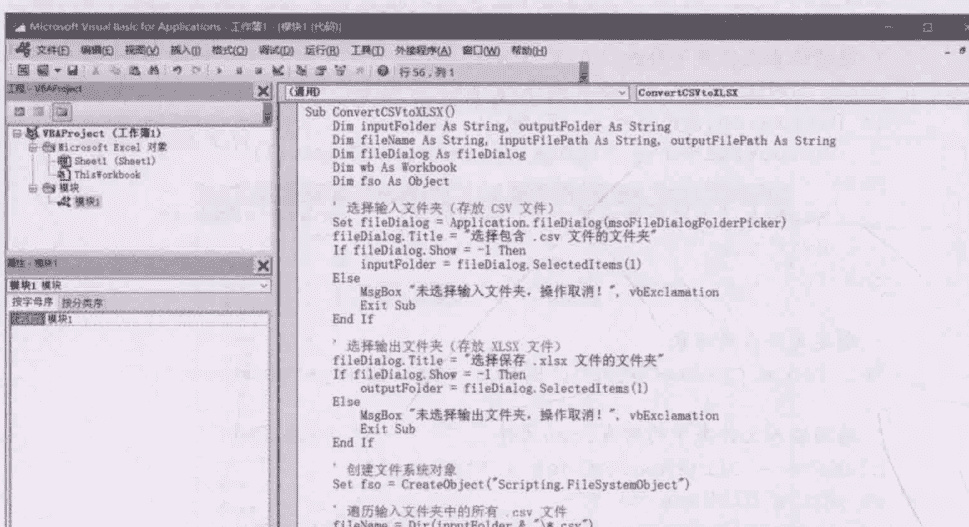 Microsoft Visual Basic for Applications - 工作簿1 - [模块1 (代码)]
文件(F) 编辑(E) 视图(V) 插入(I) 格式(O) 调试(D) 运行(R) 工具(T) 外接程序(A) 窗口(W) 帮助(H)
行 56，列 1
工程 - VBAProject
(通用)
ConvertCSVtoXLSX
VBAProject (工作簿1)
Microsoft Excel 对象
Sheet1 (Sheet1)
ThisWorkbook
模块
模块1
属性 - 模块1
模块1 模块
按字母序 按分类序
模块1
Sub ConvertCSVtoXLSX()
Dim inputFolder As String, outputFolder As String
Dim fileName As String, inputFilePath As String, outputFilePath As String
Dim fileDialog As fileDialog
Dim wb As Workbook
Dim fso As Object
' 选择输入文件夹（存放 CSV 文件）
Set fileDialog = Application.fileDialog(msoFileDialogFolderPicker)
fileDialog.Title = "选择包含 .csv 文件的文件夹"
If fileDialog.Show = -1 Then
inputFolder = fileDialog.SelectedItems(1)
Else
MsgBox "未选择输入文件夹，操作取消！", vbExclamation
Exit Sub
End If
' 选择输出文件夹（存放 XLSX 文件）
fileDialog.Title = "选择保存 .xlsx 文件的文件夹"
If fileDialog.Show = -1 Then
outputFolder = fileDialog.SelectedItems(1)
Else
MsgBox "未选择输出文件夹，操作取消！", vbExclamation
Exit Sub
End If
' 创建文件系统对象
Set fso = CreateObject("Scripting.FileSystemObject")
' 遍历输入文件夹中的所有 .csv 文件
fileName = Dir(inputFolder & "\*.csv")